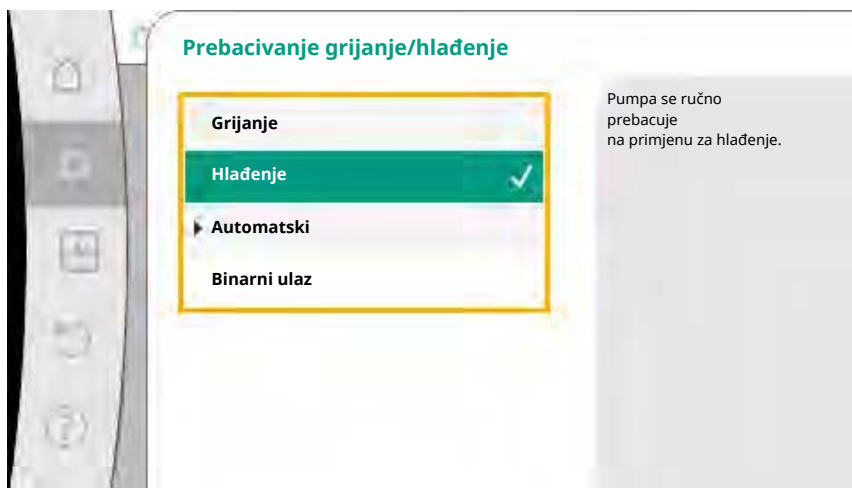 Prebacivanje grijanje/hlađenje
Grijanje
Hlađenje
Automatski
Binarni ulaz
Pumpa se ručno
prebacuje
na primjenu za hlađenje.